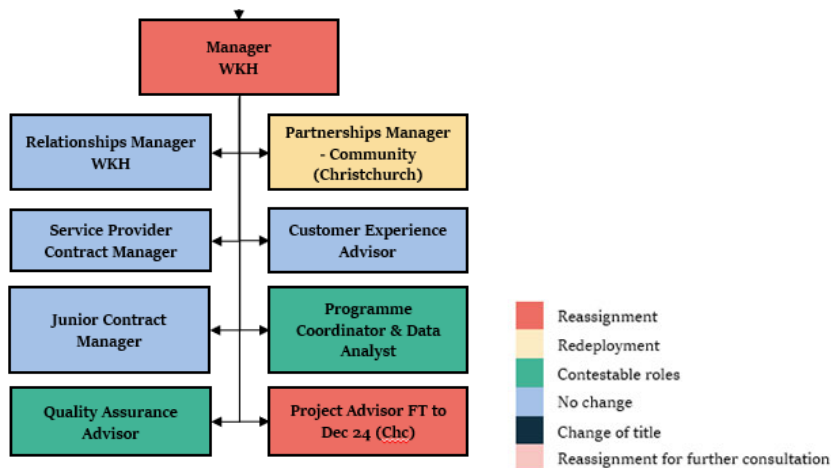 Manager
WKH
Relationships Manager
WKH
Partnerships Manager
- Community
(Christchurch)
Service Provider
Contract Manager
Customer Experience
Advisor
Junior Contract
Manager
Programme
Coordinator & Data
Analyst
Quality Assurance
Advisor
Project Advisor FT to
Dec 24 (Chc)
Reassignment
Redeployment
Contestable roles
No change
Change of title
Reassignment for further consultation